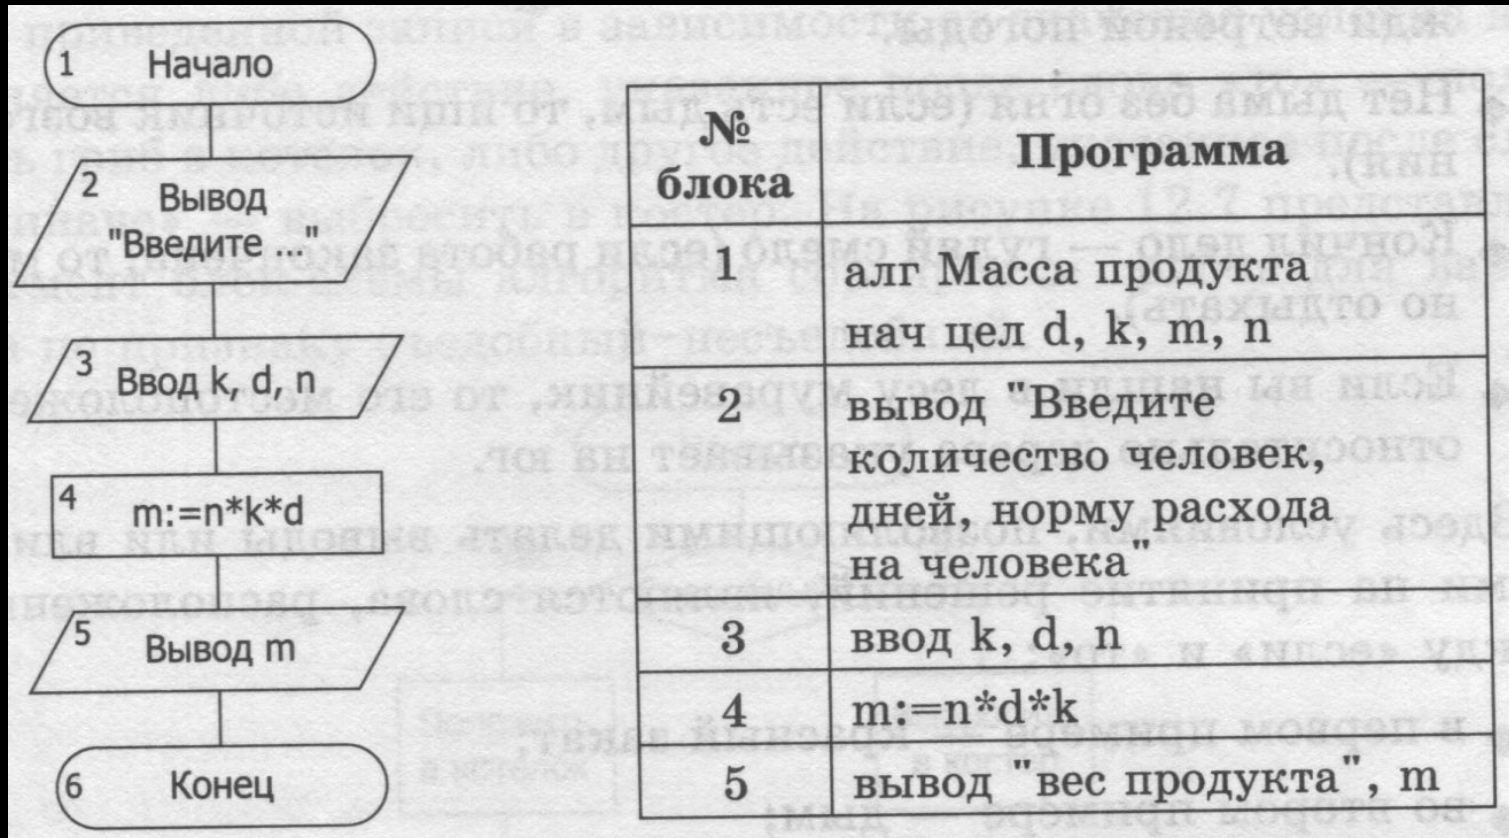 1 Начало
2 Вывод
"Введите ..."
3 Ввод k, d, n
4 m:=n*k*d
5 Вывод m
6 Конец
№
блока
Программа
1 алг Масса продукта
нач цел d, k, m, n
2 вывод "Введите
количество человек,
дней, норму расхода
на человека"
3 ввод k, d, n
4 m:=n*d*k
5 вывод "вес продукта", m